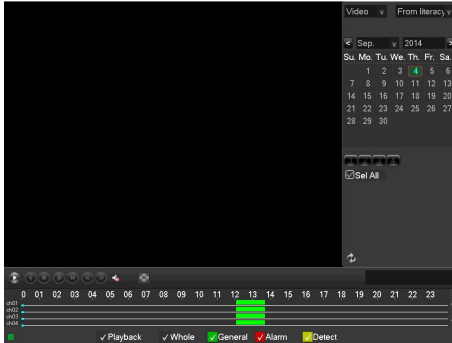 Video From literacy
Sep. 2014
Su. Mo. Tu. We. Th. Fr. Sa.
1 2 3 4 5 6
7 8 9 10 11 12 13
14 15 16 17 18 19 20
21 22 23 24 25 26 27
28 29 30
Sel All
0 01 02 03 04 05 06 07 08 09 10 11 12 13 14 15 16 17 18 19 20 21 22 23
ch01
ch02
ch03
ch04
Playback Whole General Alarm Detect